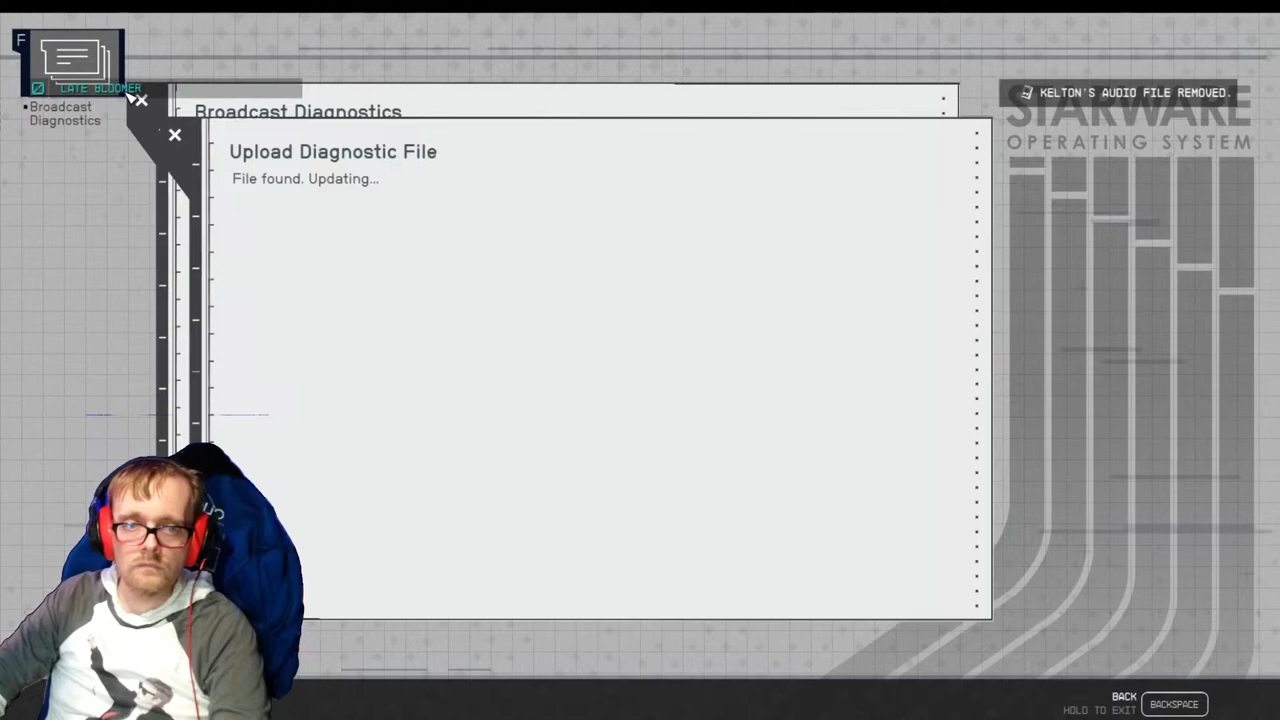 F
LATE BLOOMER
Broadcast
Diagnostics
Broadcast Diagnostics
Upload Diagnostic File
File found. Updating...
KELTON'S AUDIO FILE REMOVED.
STARWARE
OPERATING SYSTEM
BACK
HOLD TO EXIT
BACKSPACE